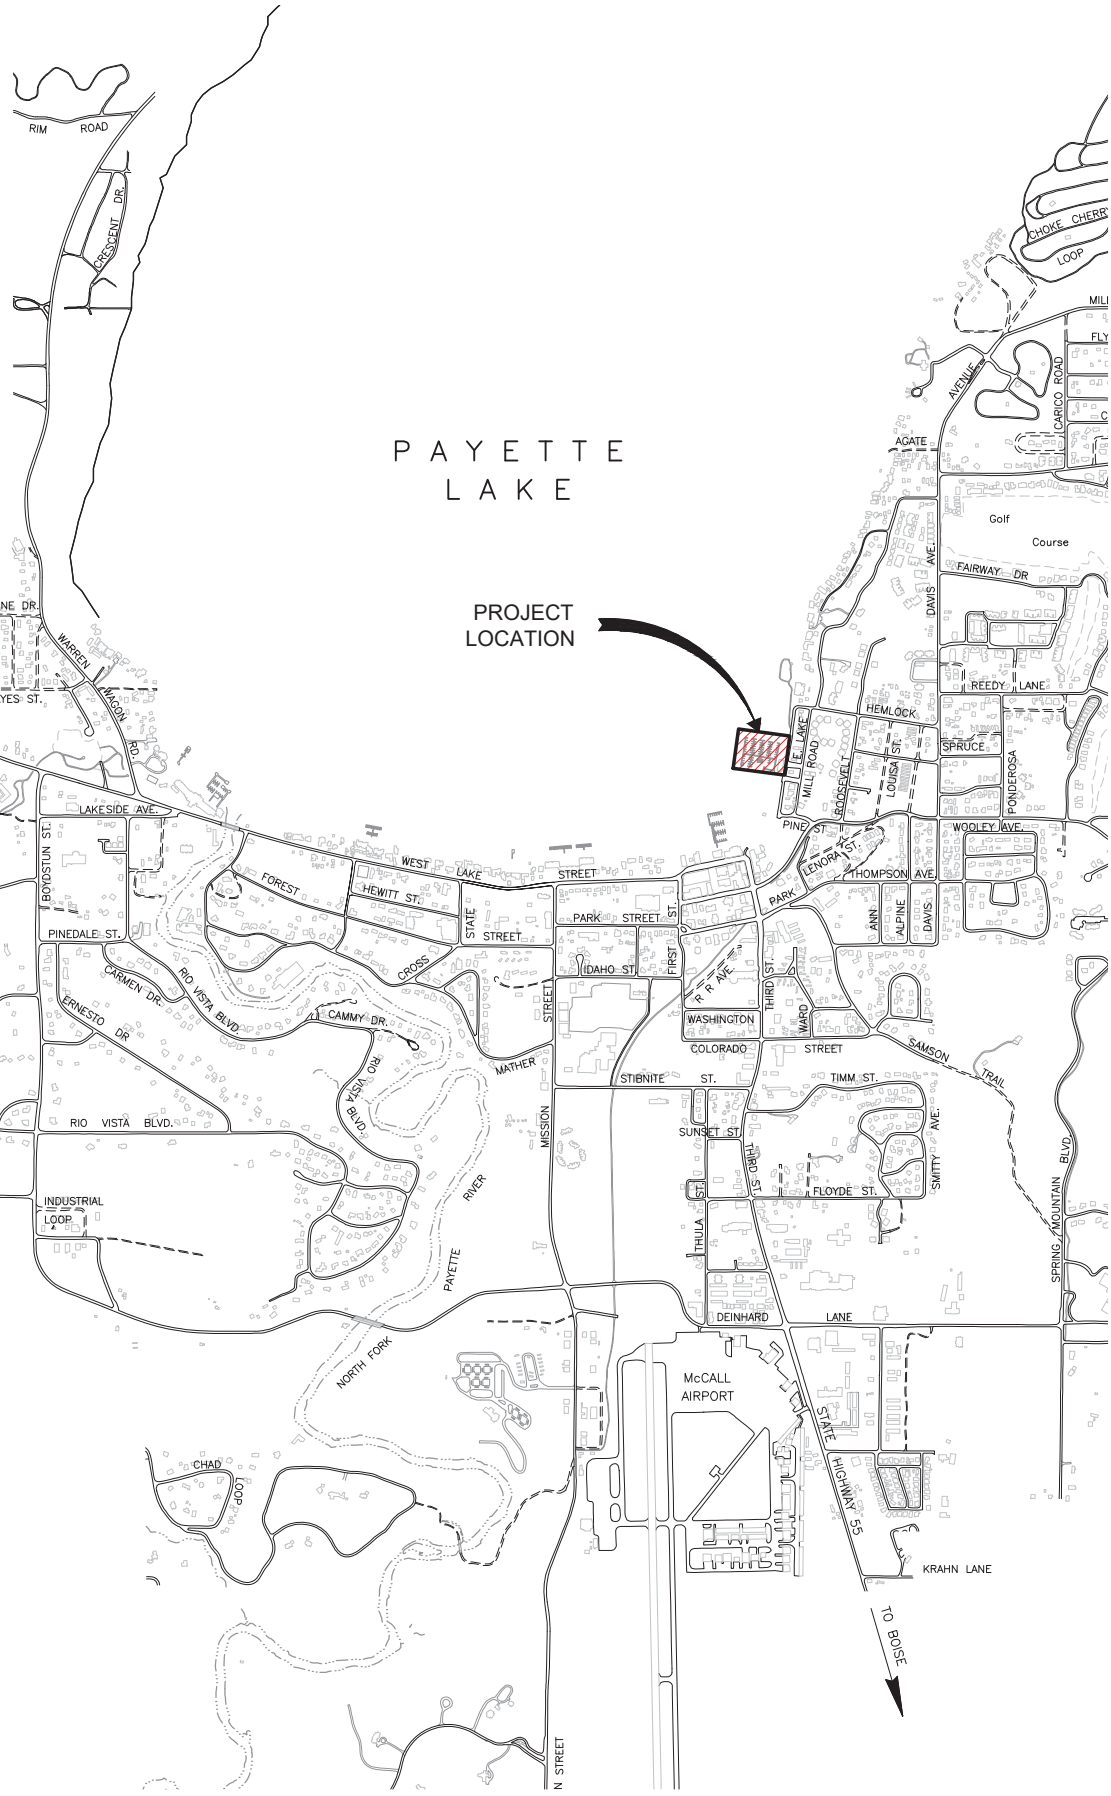 RIM ROAD
CRESCENT DR.
CHOKE CHERRY
LOOP
MIL
FLY
CARICO ROAD
C
AVENUE
AGATE
PAYETTE
LAKE
Golf
Course
FAIRWAY DR
DAVIS AVE.
PROJECT
LOCATION
NE DR.
WARREN
WAGON
RD.
YES ST.
REEDY LANE
HEMLOCK
E. LAKE
MILL ROAD
ROOSEVELT
LOUISA ST.
SPRUCE
PONDEROSA
LAKESIDE AVE.
BOYDSTUN ST.
PINE ST
WOOLEY AVE.
LENORA ST.
THOMPSON AVE.
WEST LAKE STREET
FOREST
HEWITT ST.
PARK
STATE
STREET
PARK STREET
FIRST ST.
ANN
ALPINE
DAVIS
PINEDALE ST.
CARMEN DR.
RIO VISTA BLVD
CROSS
IDAHO ST.
R R AVE.
THIRD ST.
WARD
ERNESTO DR
CAMMY DR.
WASHINGTON
COLORADO STREET
SAMSON TRAIL
MATHER
RIO VISTA BLVD.
STIBNITE ST.
TIMM ST.
SMITTY AVE.
RIO VISTA BLVD.
MISSION STREET
SUNSET ST.
THIRD ST.
FLOYDE ST.
SPRING MOUNTAIN BLVD.
INDUSTRIAL
LOOP
THULA ST.
NORTH FORK PAYETTE RIVER
DEINHARD LANE
McCALL
AIRPORT
STATE HIGHWAY 55
CHAD LOOP
KRAHN LANE
TO BOISE
N STREET